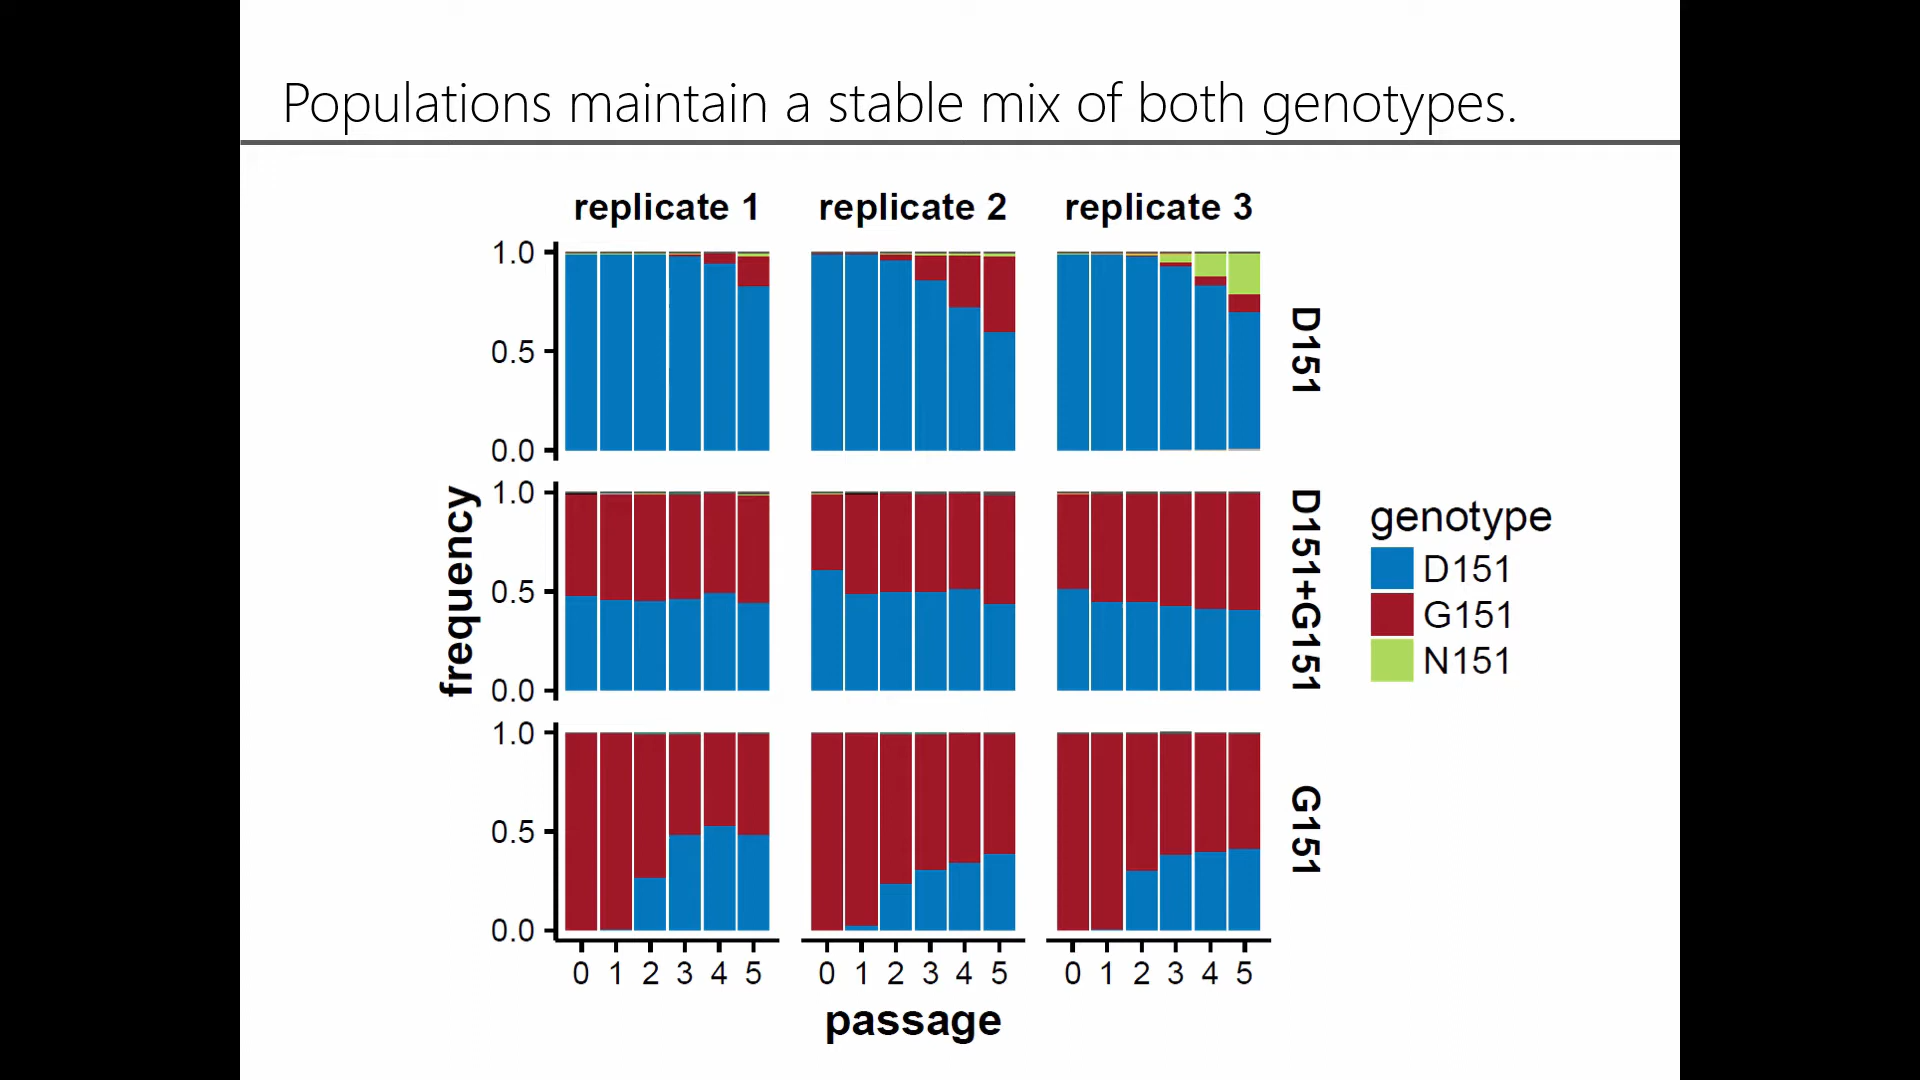 Populations maintain a stable mix of both genotypes.
replicate 1 replicate 2 replicate 3
1.0
0.5
0.0
D151
1.0
0.5
0.0
D151+G151
1.0
0.5
0.0
G151
frequency
0 1 2 3 4 5 0 1 2 3 4 5 0 1 2 3 4 5
passage
genotype
D151
G151
N151